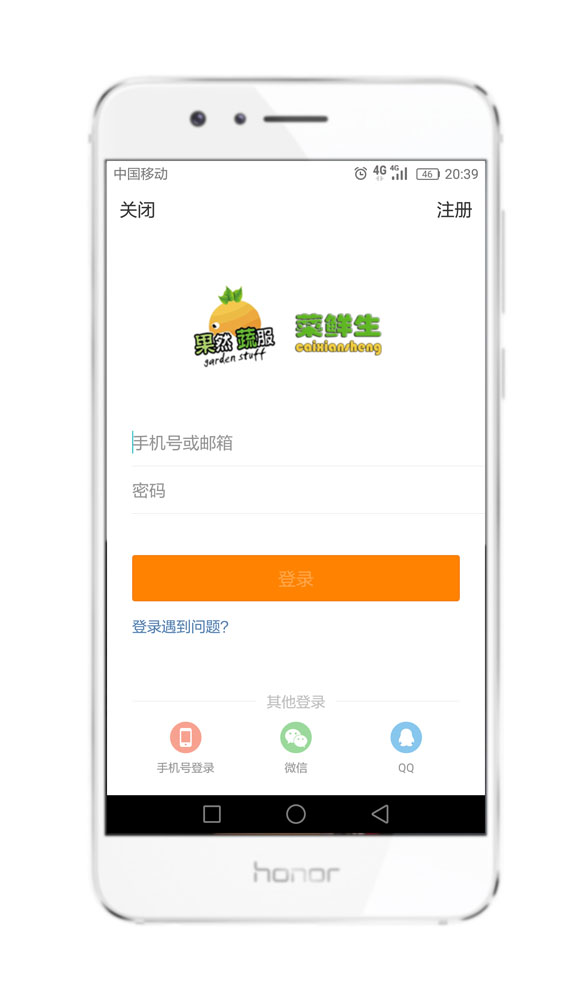 中国移动 4G 4G 46 20:39
关闭 注册
果然 蔬服 菜鲜生
garden stuff caixiansheng
手机号或邮箱
密码
登录
登录遇到问题?
其他登录
手机号登录 微信 QQ
honor